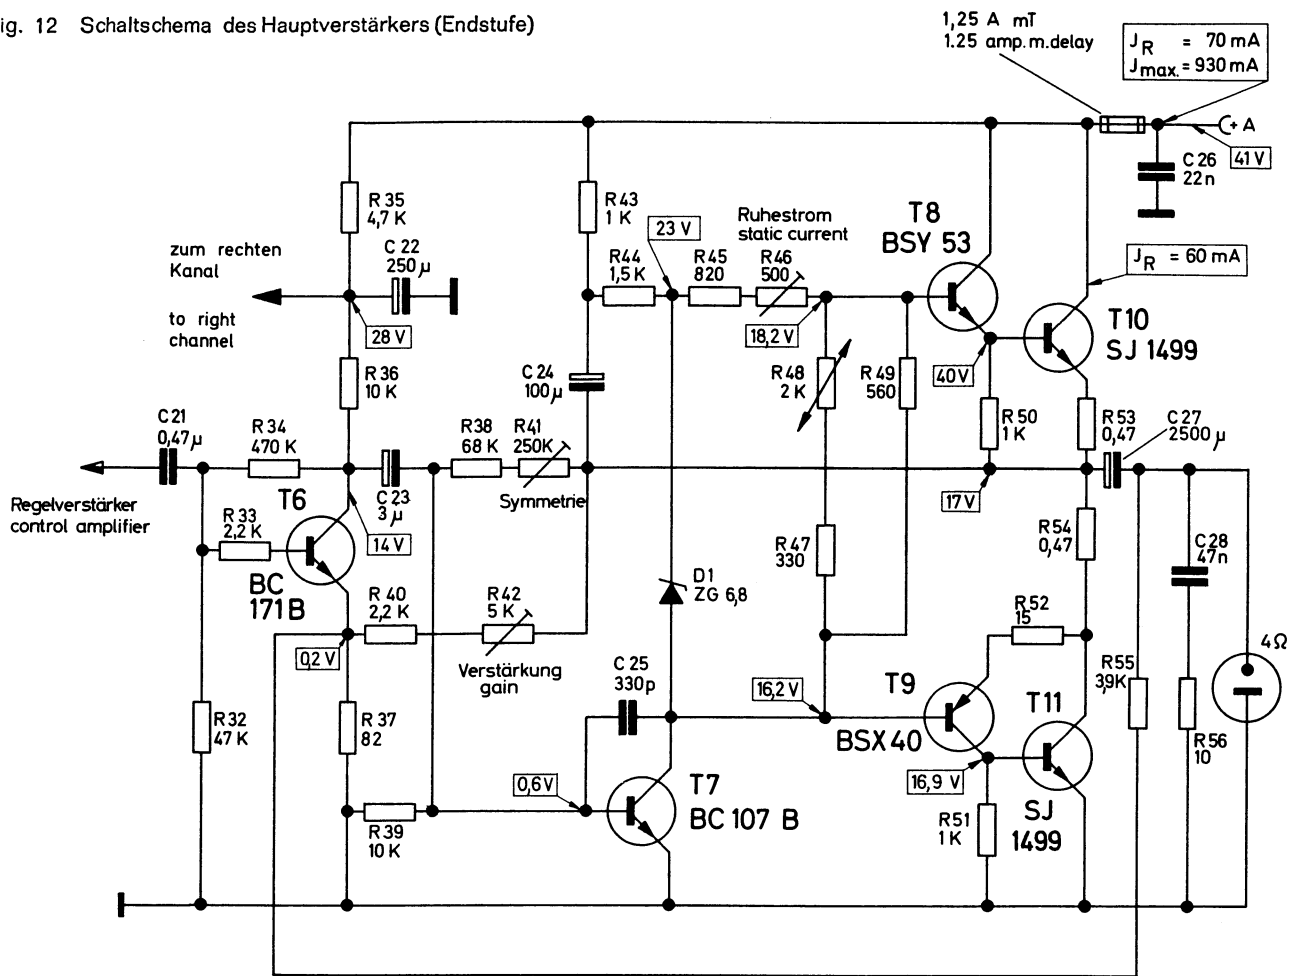 ig. 12 Schaltschema des Hauptverstärkers (Endstufe)
1,25 A mT
1.25 amp. m. delay
J_R = 70 mA
J_max. = 930 mA
+ A
41 V
C 26
22 n
R 35
4,7 K
R 43
1 K
23 V
Ruhestrom
static current
T8
BSY 53
J_R = 60 mA
zum rechten
Kanal
to right
channel
C 22
250 µ
28 V
R 44
1,5 K
R 45
820
R 46
500
18,2 V
T10
SJ 1499
R 36
10 K
C 24
100 µ
R 48
2 K
R 49
560
40 V
R 50
1 K
R 53
0,47
C 27
2500 µ
C 21
0,47 µ
R 34
470 K
R 38
68 K
R 41
250K
Symmetrie
C 23
3 µ
14 V
17 V
Regelverstärker
control amplifier
R 33
2,2 K
T6
BC
171 B
R 47
330
R 54
0,47
C 28
47n
D1
ZG 6,8
R 40
2,2 K
R 42
5 K
Verstärkung
gain
0,2 V
R 52
15
4 Ω
C 25
330 p
16,2 V
T9
BSX 40
R 55
3,9K
R 32
47 K
R 37
82
T11
SJ
1499
R 56
10
0,6 V
T7
BC 107 B
16,9 V
R 51
1 K
R 39
10 K